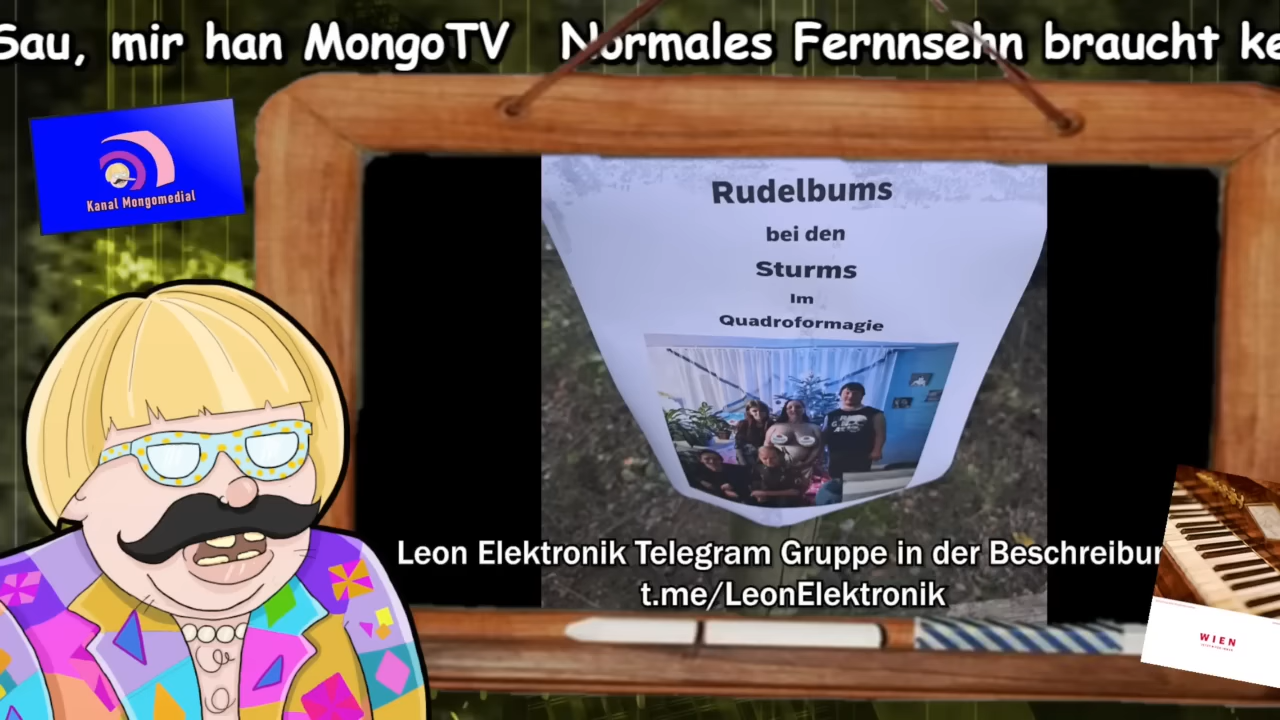 Sau, mir han MongoTV Normales Fernnsehn braucht ke
Kanal Mongomedial
Rudelbums
bei den
Sturms
Im
Quadroformagie
Leon Elektronik Telegram Gruppe in der Beschreibun
t.me/LeonElektronik
WIEN